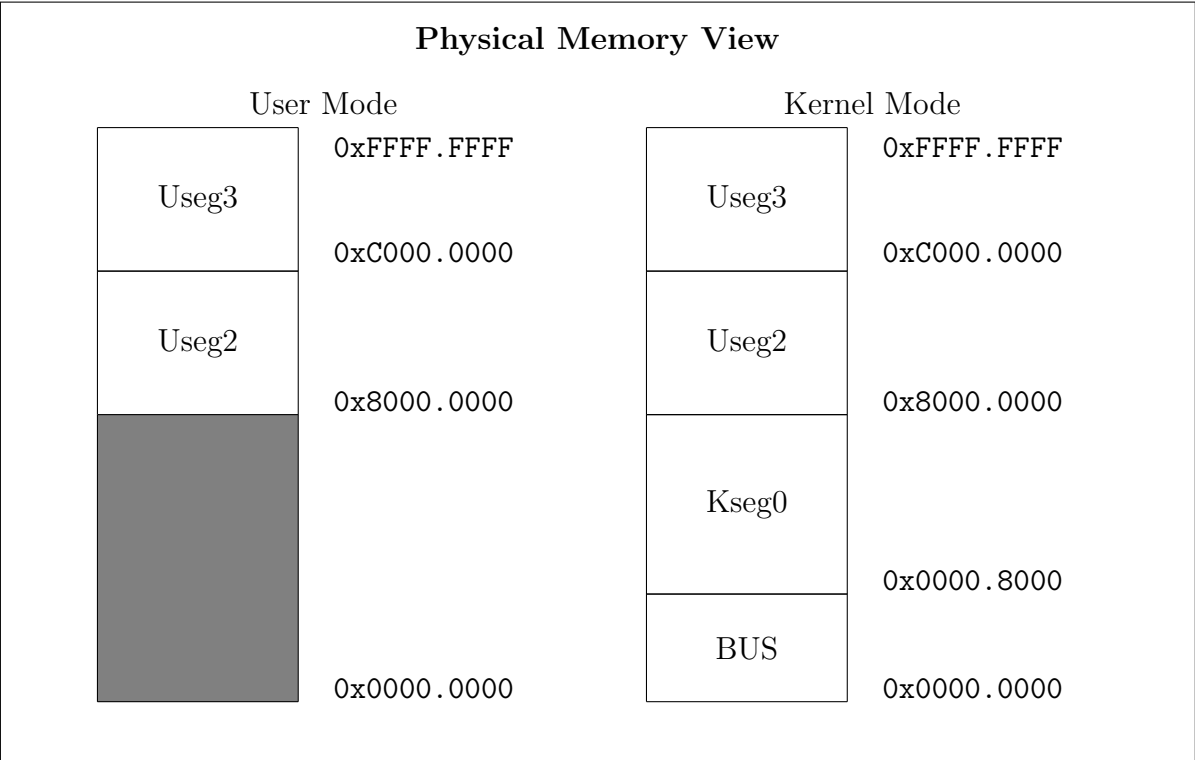 Physical Memory View
User Mode
0xFFFF.FFFF
Useg3
0xC000.0000
Useg2
0x8000.0000
0x0000.0000
Kernel Mode
0xFFFF.FFFF
Useg3
0xC000.0000
Useg2
0x8000.0000
Kseg0
0x0000.8000
BUS
0x0000.0000